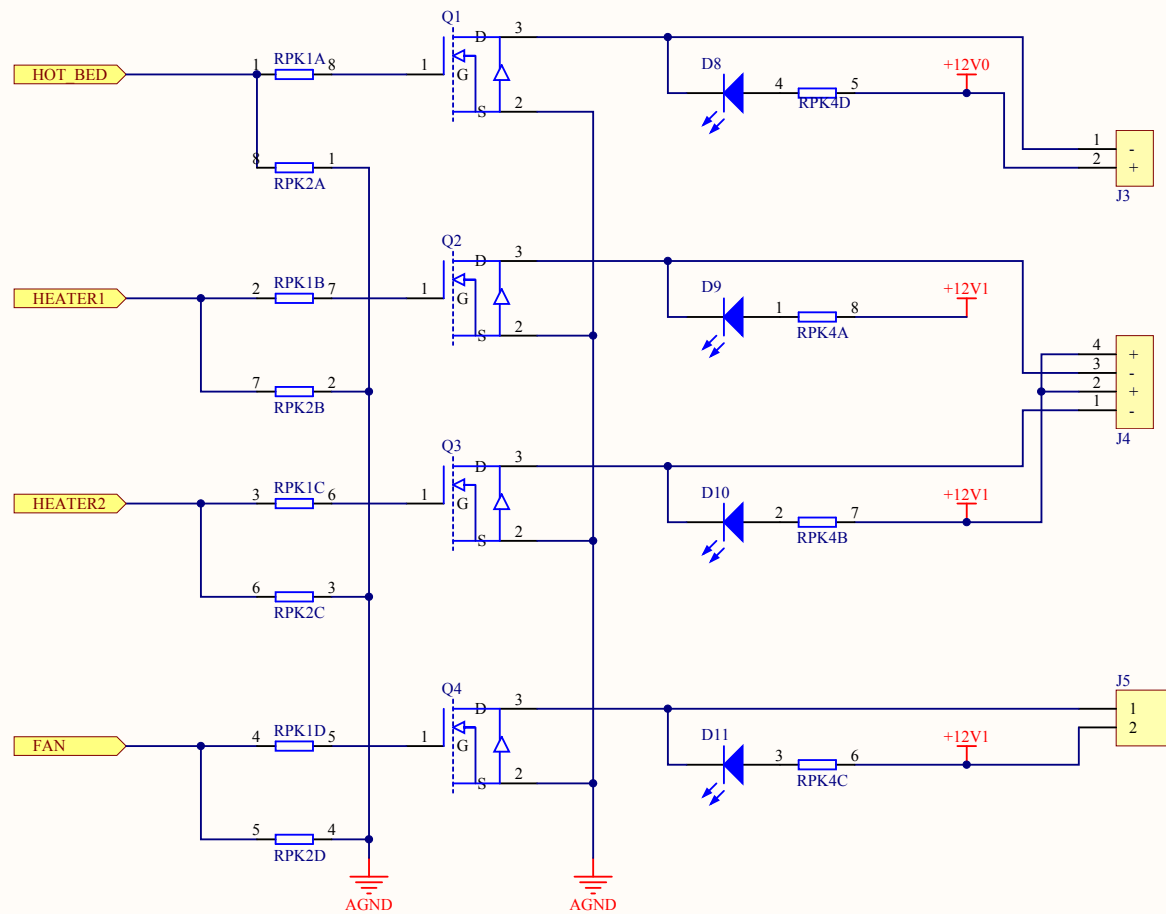 Q1
3
D
RPK1A
D8
+12V0
HOT_BED
1
8
1
G
4
5
RPK4D
2
S
1
-
8
1
2
+
RPK2A
J3
Q2
3
D
RPK1B
D9
+12V1
HEATER1
2
7
1
G
1
8
RPK4A
2
S
4
+
3
-
7
2
2
+
RPK2B
1
-
J4
Q3
3
D
RPK1C
D10
+12V1
HEATER2
3
6
1
G
2
7
RPK4B
2
S
6
3
RPK2C
Q4
J5
3
D
1
RPK1D
D11
+12V1
2
FAN
4
5
1
G
3
6
RPK4C
2
S
5
4
RPK2D
AGND
AGND